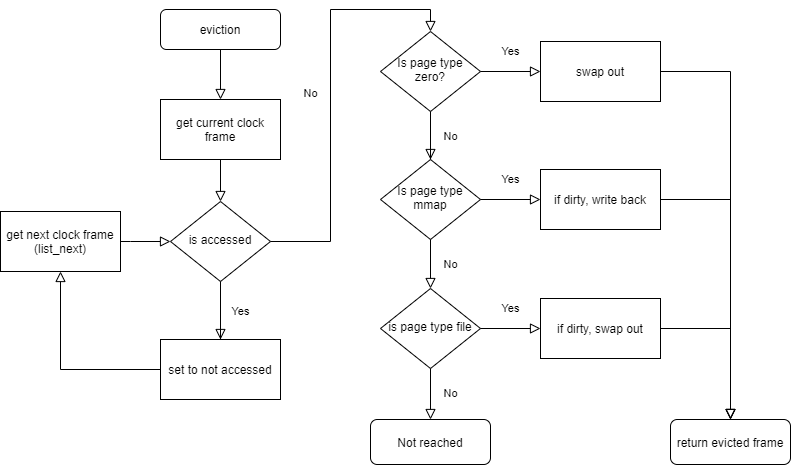 eviction
get current clock
frame
is accessed
No
Yes
get next clock frame
(list_next)
set to not accessed
Is page type
zero?
Yes
swap out
No
Is page type
mmap
Yes
if dirty, write back
No
is page type file
Yes
if dirty, swap out
No
Not reached
return evicted frame